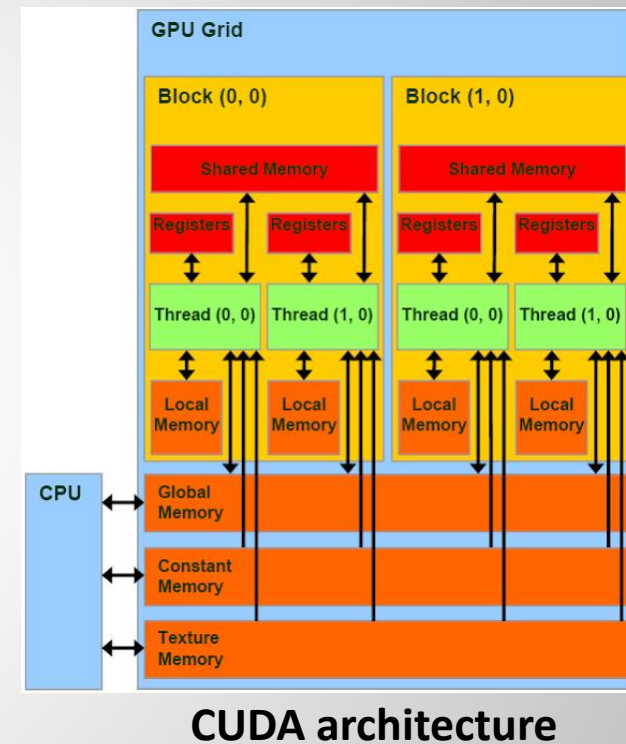 GPU Grid
Block (0, 0)
Block (1, 0)
Shared Memory
Shared Memory
Registers
Registers
Registers
Registers
Thread (0, 0)
Thread (1, 0)
Thread (0, 0)
Thread (1, 0)
Local
Memory
Local
Memory
Local
Memory
Local
Memory
CPU
Global
Memory
Constant
Memory
Texture
Memory
CUDA architecture